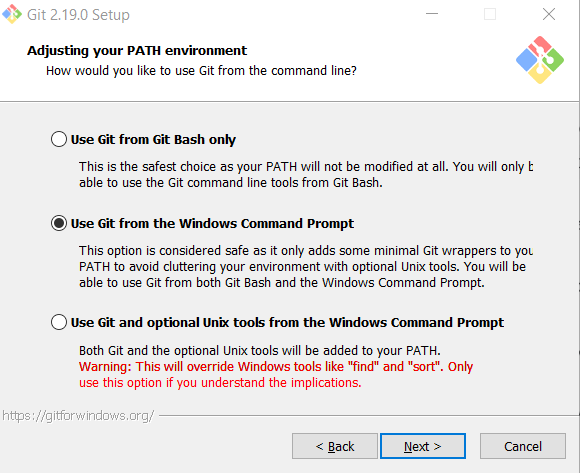 Git 2.19.0 Setup
Adjusting your PATH environment
How would you like to use Git from the command line?
Use Git from Git Bash only
This is the safest choice as your PATH will not be modified at all. You will only
able to use the Git command line tools from Git Bash.
Use Git from the Windows Command Prompt
This option is considered safe as it only adds some minimal Git wrappers to you
PATH to avoid cluttering your environment with optional Unix tools. You will be
able to use Git from both Git Bash and the Windows Command Prompt.
Use Git and optional Unix tools from the Windows Command Prompt
Both Git and the optional Unix tools will be added to your PATH.
Warning: This will override Windows tools like "find" and "sort". Only
use this option if you understand the implications.
https://gitforwindows.org/
< Back
Next >
Cancel